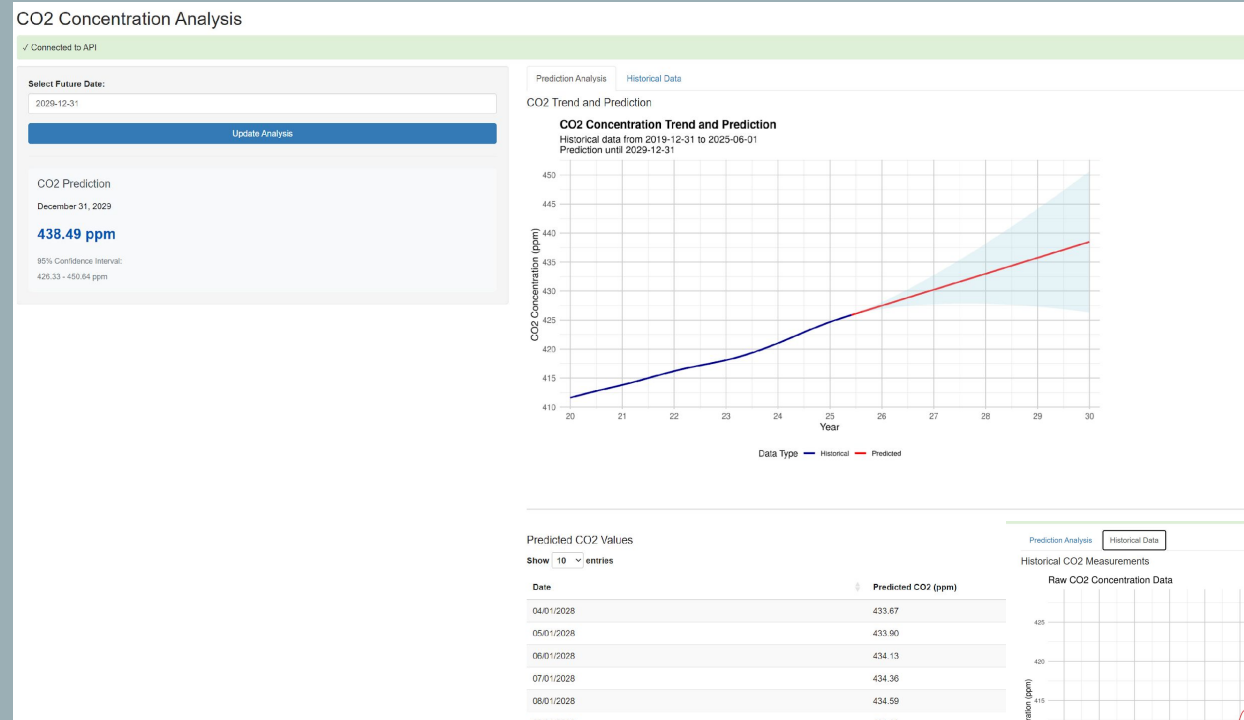 CO2 Concentration Analysis
✓ Connected to API
Select Future Date:
2029-12-31
Update Analysis
CO2 Prediction
December 31, 2029
438.49 ppm
95% Confidence Interval:
426.33 - 450.64 ppm
Prediction Analysis Historical Data
CO2 Trend and Prediction
CO2 Concentration Trend and Prediction
Historical data from 2019-12-31 to 2025-06-01
Prediction until 2029-12-31
CO2 Concentration (ppm)
450
445
440
435
430
425
420
415
410
20 21 22 23 24 25 26 27 28 29 30
Year
Data Type Historical Predicted
Predicted CO2 Values
Show 10 entries
Date Predicted CO2 (ppm)
04/01/2028 433.67
05/01/2028 433.90
06/01/2028 434.13
07/01/2028 434.36
08/01/2028 434.59
Prediction Analysis Historical Data
Historical CO2 Measurements
Raw CO2 Concentration Data
425
420
415
(ppm)